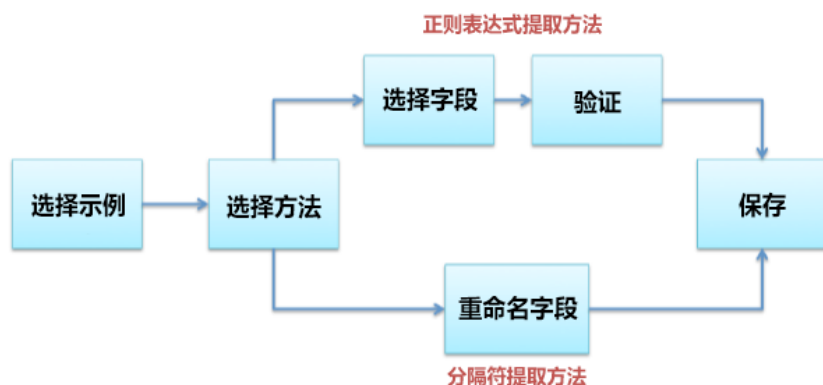 正则表达式提取方法
选择字段
验证
选择示例
选择方法
保存
重命名字段
分隔符提取方法